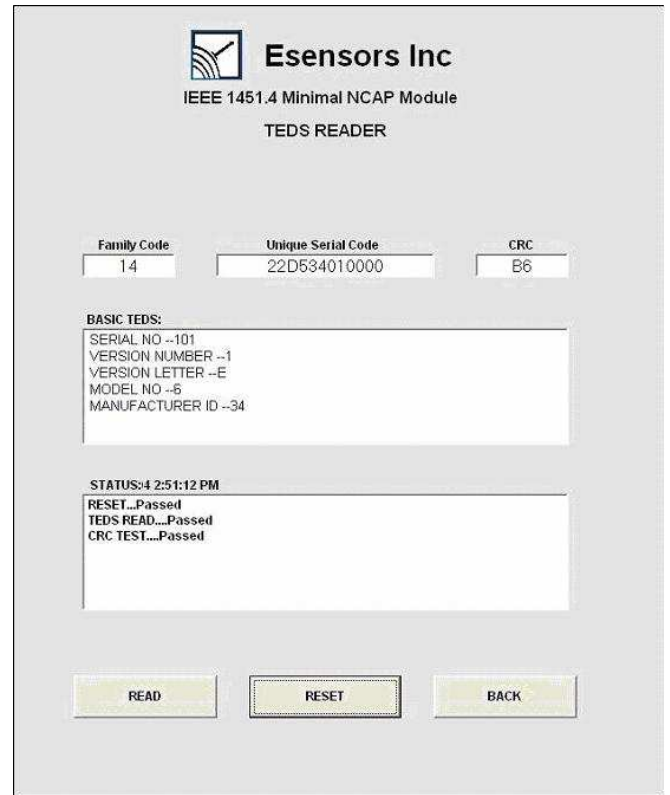 Esensors Inc
IEEE 1451.4 Minimal NCAP Module
TEDS READER
Family Code Unique Serial Code CRC
14 22D534010000 B6
BASIC TEDS:
SERIAL NO --101
VERSION NUMBER --1
VERSION LETTER --E
MODEL NO --6
MANUFACTURER ID --34
STATUS:4 2:51:12 PM
RESET...Passed
TEDS READ....Passed
CRC TEST....Passed
READ RESET BACK